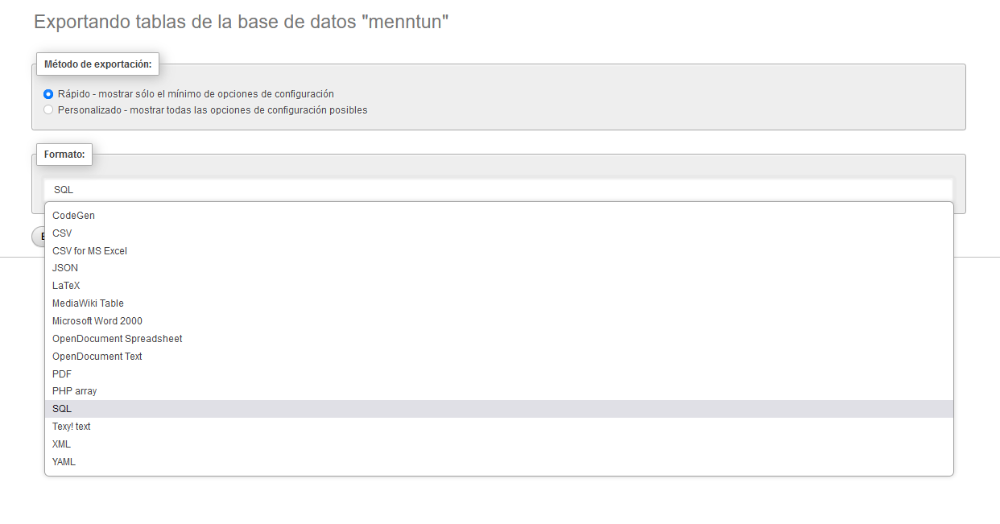 Exportando tablas de la base de datos "menntun"
Método de exportación:
Rápido - mostrar sólo el mínimo de opciones de configuración
Personalizado - mostrar todas las opciones de configuración posibles
Formato:
SQL
CodeGen
CSV
CSV for MS Excel
JSON
LaTeX
MediaWiki Table
Microsoft Word 2000
OpenDocument Spreadsheet
OpenDocument Text
PDF
PHP array
SQL
Texy! text
XML
YAML